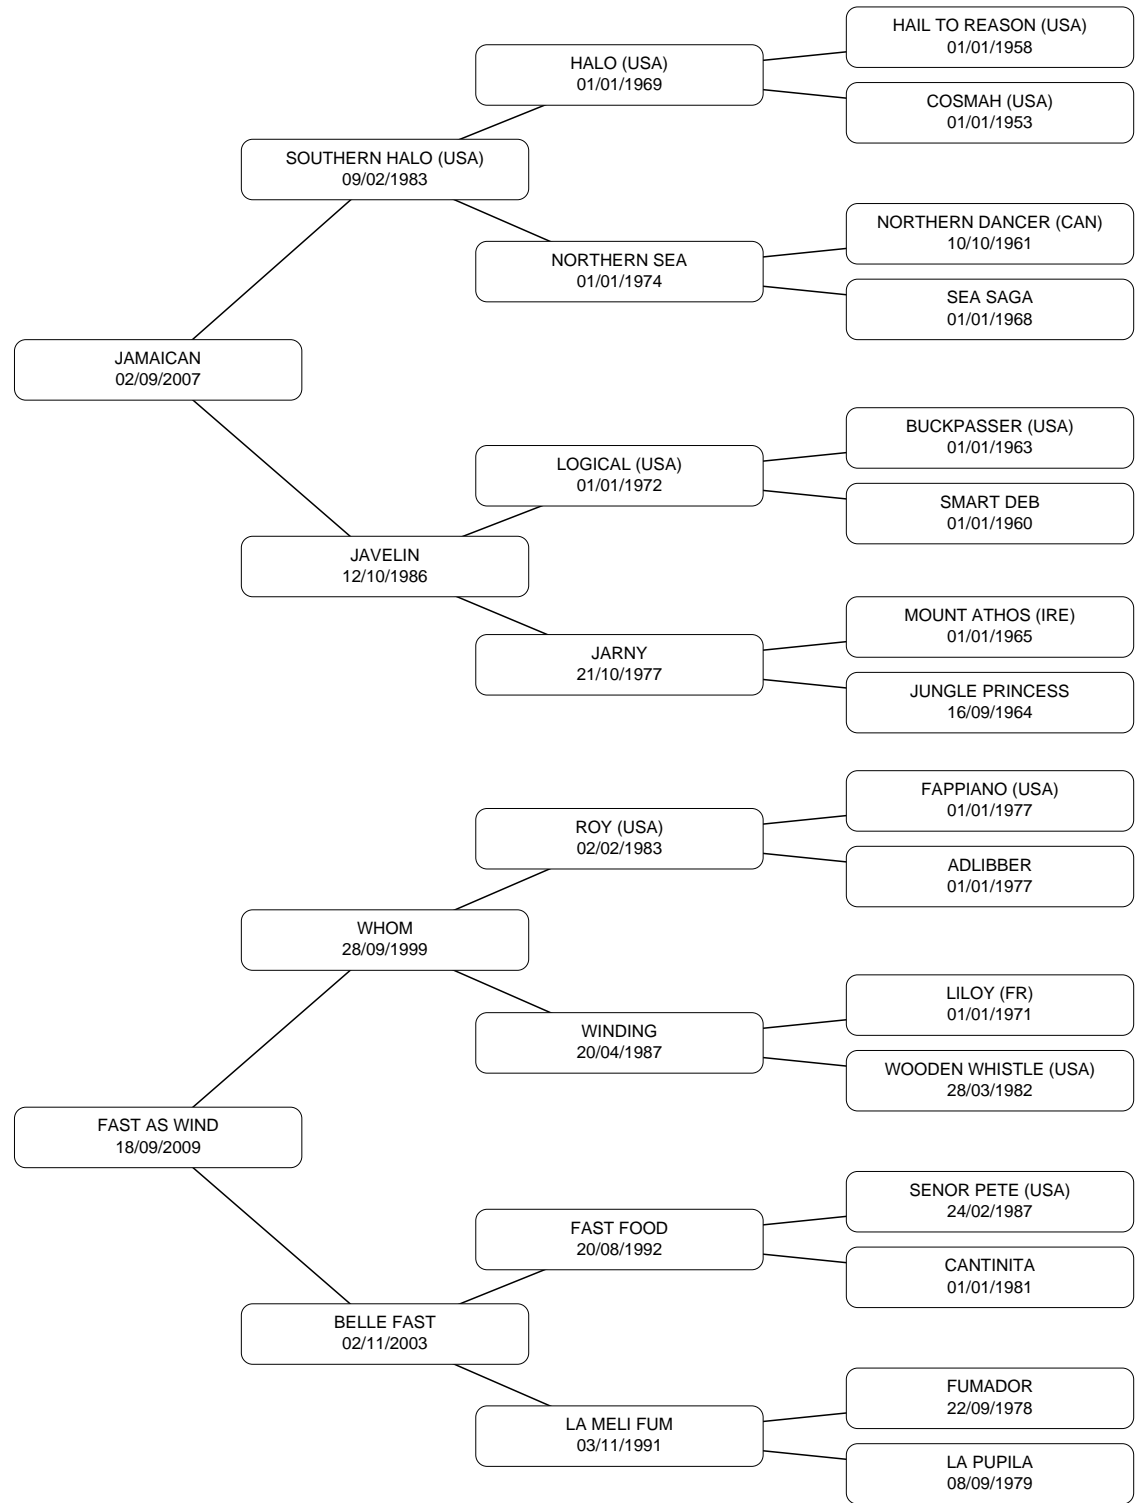 HAIL TO REASON (USA)
01/01/1958
HALO (USA)
01/01/1969
COSMAH (USA)
01/01/1953
SOUTHERN HALO (USA)
09/02/1983
NORTHERN DANCER (CAN)
10/10/1961
NORTHERN SEA
01/01/1974
SEA SAGA
01/01/1968
JAMAICAN
02/09/2007
BUCKPASSER (USA)
01/01/1963
LOGICAL (USA)
01/01/1972
SMART DEB
01/01/1960
JAVELIN
12/10/1986
MOUNT ATHOS (IRE)
01/01/1965
JARNY
21/10/1977
JUNGLE PRINCESS
16/09/1964
FAPPIANO (USA)
01/01/1977
ROY (USA)
02/02/1983
ADLIBBER
01/01/1977
WHOM
28/09/1999
LILOY (FR)
01/01/1971
WINDING
20/04/1987
WOODEN WHISTLE (USA)
28/03/1982
FAST AS WIND
18/09/2009
SENOR PETE (USA)
24/02/1987
FAST FOOD
20/08/1992
CANTINITA
01/01/1981
BELLE FAST
02/11/2003
FUMADOR
22/09/1978
LA MELI FUM
03/11/1991
LA PUPILA
08/09/1979